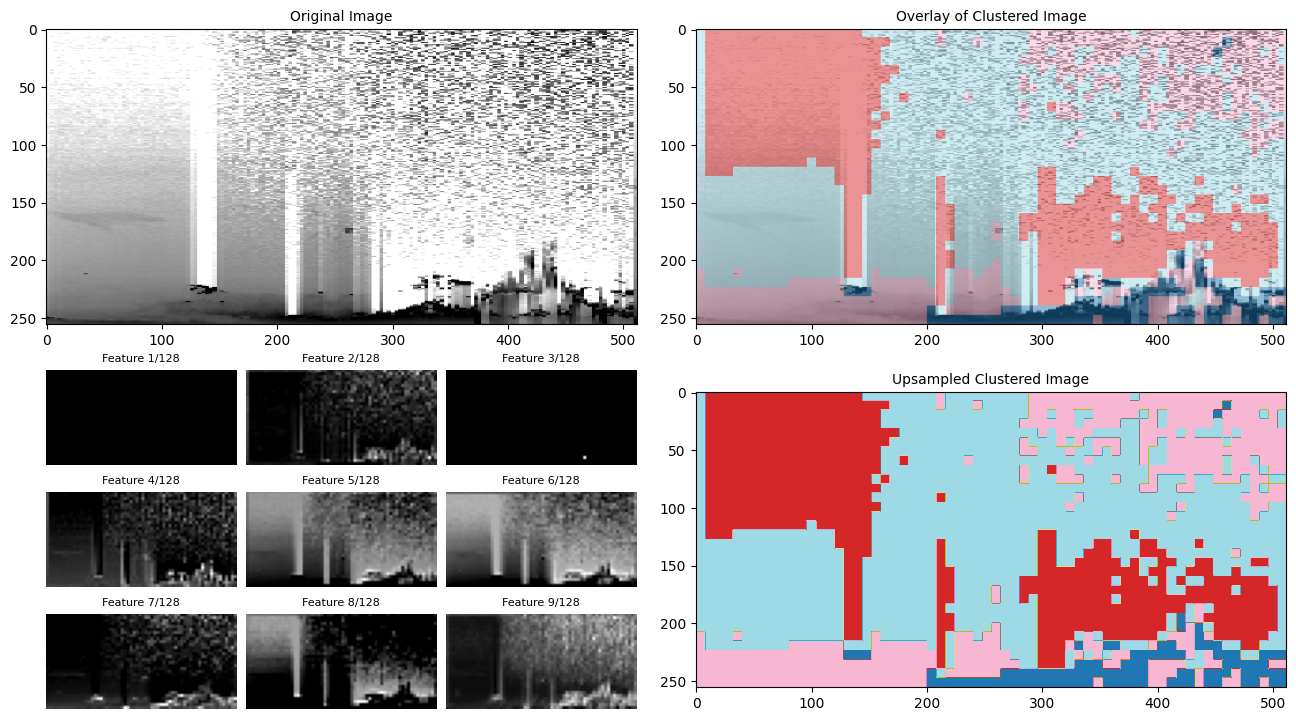 Original Image
0
50
100
150
200
250
0 100 200 300 400 500
Overlay of Clustered Image
0
50
100
150
200
250
0 100 200 300 400 500
Feature 1/128 Feature 2/128 Feature 3/128
Feature 4/128 Feature 5/128 Feature 6/128
Feature 7/128 Feature 8/128 Feature 9/128
Upsampled Clustered Image
0
50
100
150
200
250
0 100 200 300 400 500